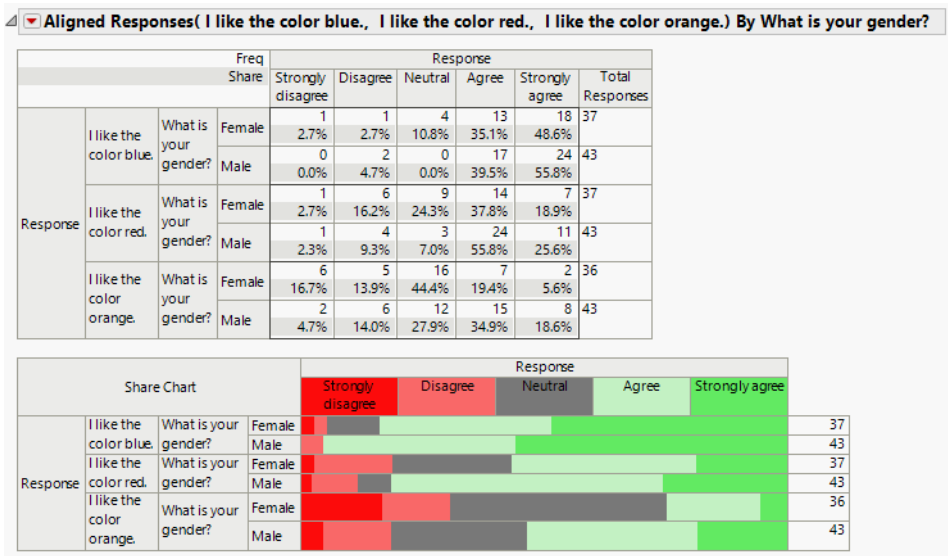 Aligned Responses( I like the color blue., I like the color red., I like the color orange.) By What is your gender?
Freq
Share
Response
Strongly disagree Disagree Neutral Agree Strongly agree Total Responses
Response
I like the color blue.
What is your gender?
Female 1 1 4 13 18 37
2.7% 2.7% 10.8% 35.1% 48.6%
Male 0 2 0 17 24 43
0.0% 4.7% 0.0% 39.5% 55.8%
I like the color red.
What is your gender?
Female 1 6 9 14 7 37
2.7% 16.2% 24.3% 37.8% 18.9%
Male 1 4 3 24 11 43
2.3% 9.3% 7.0% 55.8% 25.6%
I like the color orange.
What is your gender?
Female 6 5 16 7 2 36
16.7% 13.9% 44.4% 19.4% 5.6%
Male 2 6 12 15 8 43
4.7% 14.0% 27.9% 34.9% 18.6%
Share Chart
Response
Strongly disagree Disagree Neutral Agree Strongly agree
Response
I like the color blue.
What is your gender?
Female 37
Male 43
I like the color red.
What is your gender?
Female 37
Male 43
I like the color orange.
What is your gender?
Female 36
Male 43